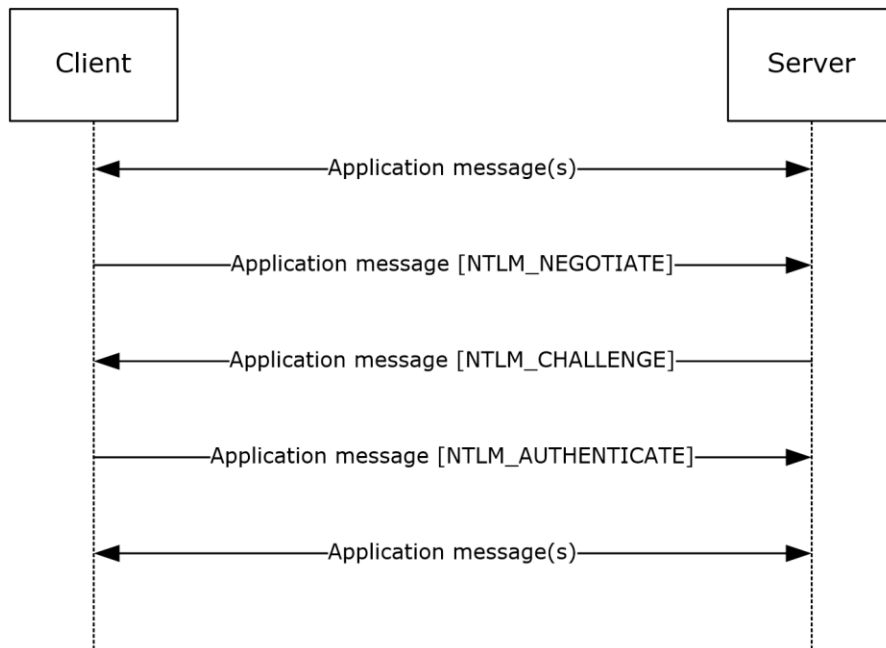 Client
Server
Application message(s)
Application message [NTLM_NEGOTIATE]
Application message [NTLM_CHALLENGE]
Application message [NTLM_AUTHENTICATE]
Application message(s)